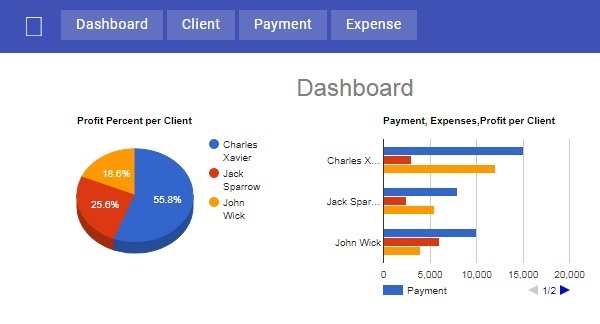 Dashboard
Client
Payment
Expense
Dashboard
Profit Percent per Client
18.6%
25.6%
55.8%
Charles
Xavier
Jack
Sparrow
John
Wick
Payment, Expenses,Profit per Client
Charles X...
Jack Spar...
John Wick
0 5,000 10,000 15,000 20,000
Payment
1/2